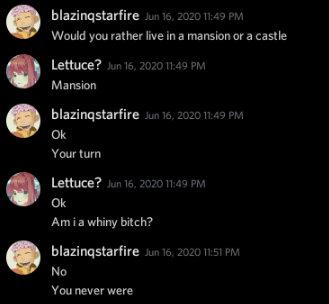 blazinqstarfire Jun 16, 2020 11:49 PM
Would you rather live in a mansion or a castle
Lettuce? Jun 16, 2020 11:49 PM
Mansion
blazinqstarfire Jun 16, 2020 11:49 PM
Ok
Your turn
Lettuce? Jun 16, 2020 11:49 PM
Ok
Am i a whiny bitch?
blazinqstarfire Jun 16, 2020 11:51 PM
No
You never were